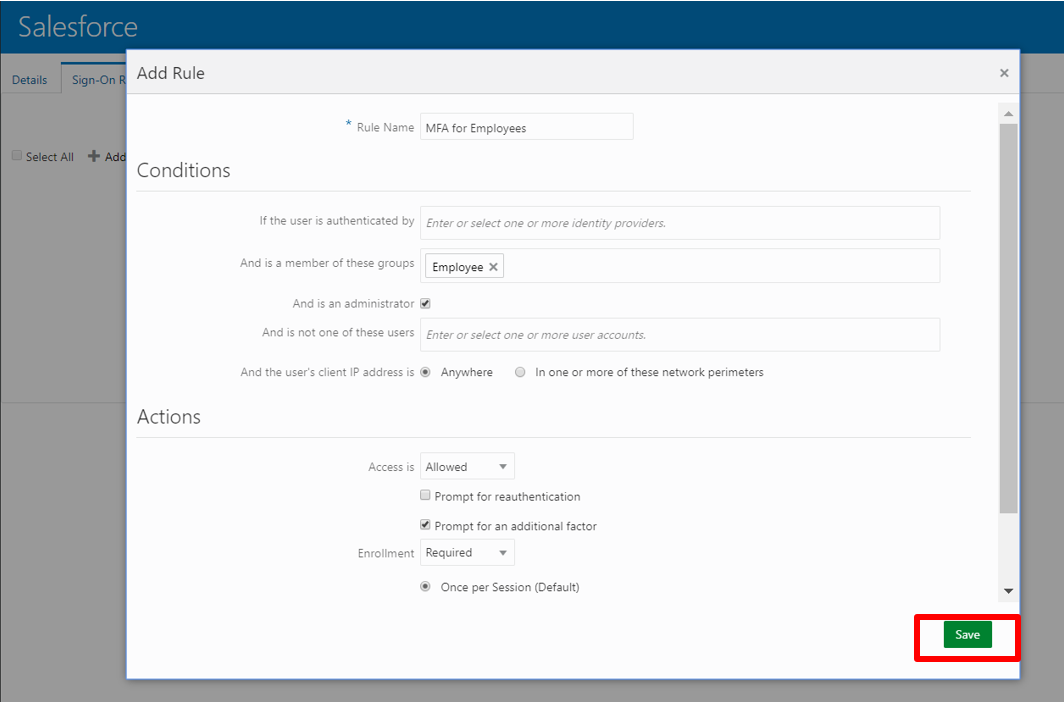 Salesforce
Add Rule
Details
Sign-On R
* Rule Name MFA for Employees
Select All Add
Conditions
If the user is authenticated by Enter or select one or more identity providers.
And is a member of these groups Employee
And is an administrator
And is not one of these users Enter or select one or more user accounts.
And the user's client IP address is Anywhere In one or more of these network perimeters
Actions
Access is Allowed
Prompt for reauthentication
Prompt for an additional factor
Enrollment Required
Once per Session (Default)
Save